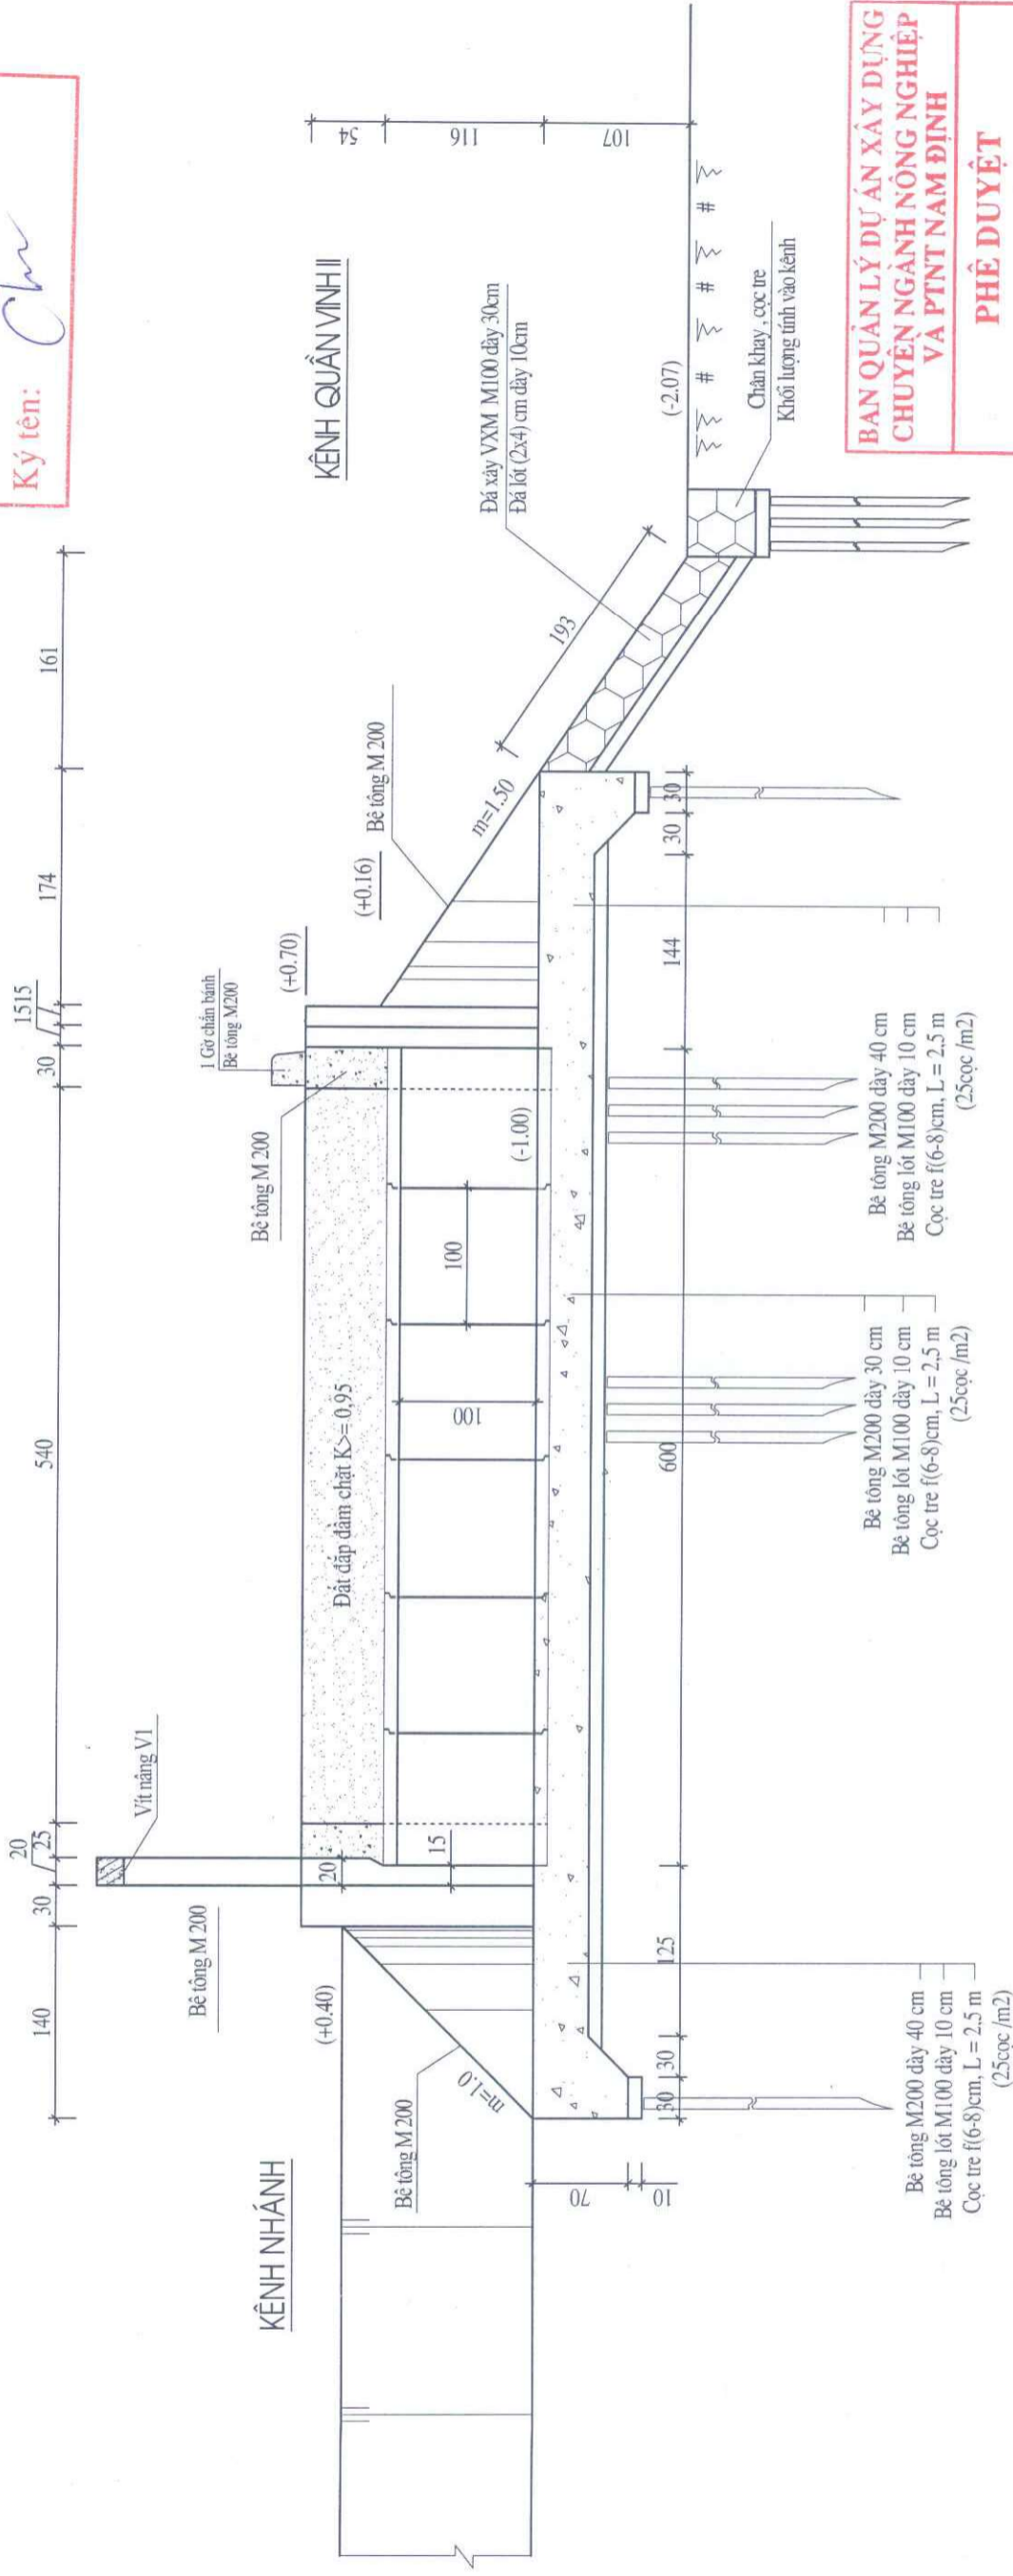 Ký tên:
KÊNH NHÁNH
KÊNH QUẦN VINH II
140
30
20
25
540
30
1515
174
161
54
116
107
Vít nâng V1
Bê tông M 200
(+0.40)
Bê tông M 200
m=1.0
20
15
Đất đắp đầm chặt K>= 0,95
100
100
(-1.00)
1 Gờ chắn bánh
Bê tông M200
Bê tông M 200
(+0.70)
(+0.16)
Bê tông M 200
m=1.50
193
Đá xây VXM M100 dày 30cm
Đá lót (2x4) cm dày 10cm
(-2.07)
Chân khay , cọc tre
Khối lượng tính vào kênh
70
10
30
30
125
600
144
30
30
Bê tông M200 dày 40 cm
Bê tông lót M100 dày 10 cm
Cọc tre f(6-8)cm, L = 2,5 m
(25cọc /m2)
Bê tông M200 dày 30 cm
Bê tông lót M100 dày 10 cm
Cọc tre f(6-8)cm, L = 2,5 m
(25cọc /m2)
Bê tông M200 dày 40 cm
Bê tông lót M100 dày 10 cm
Cọc tre f(6-8)cm, L = 2,5 m
(25cọc /m2)
BAN QUẢN LÝ DỰ ÁN XÂY DỰNG
CHUYÊN NGÀNH NÔNG NGHIỆP
VÀ PTNT NAM ĐỊNH
PHÊ DUYỆT